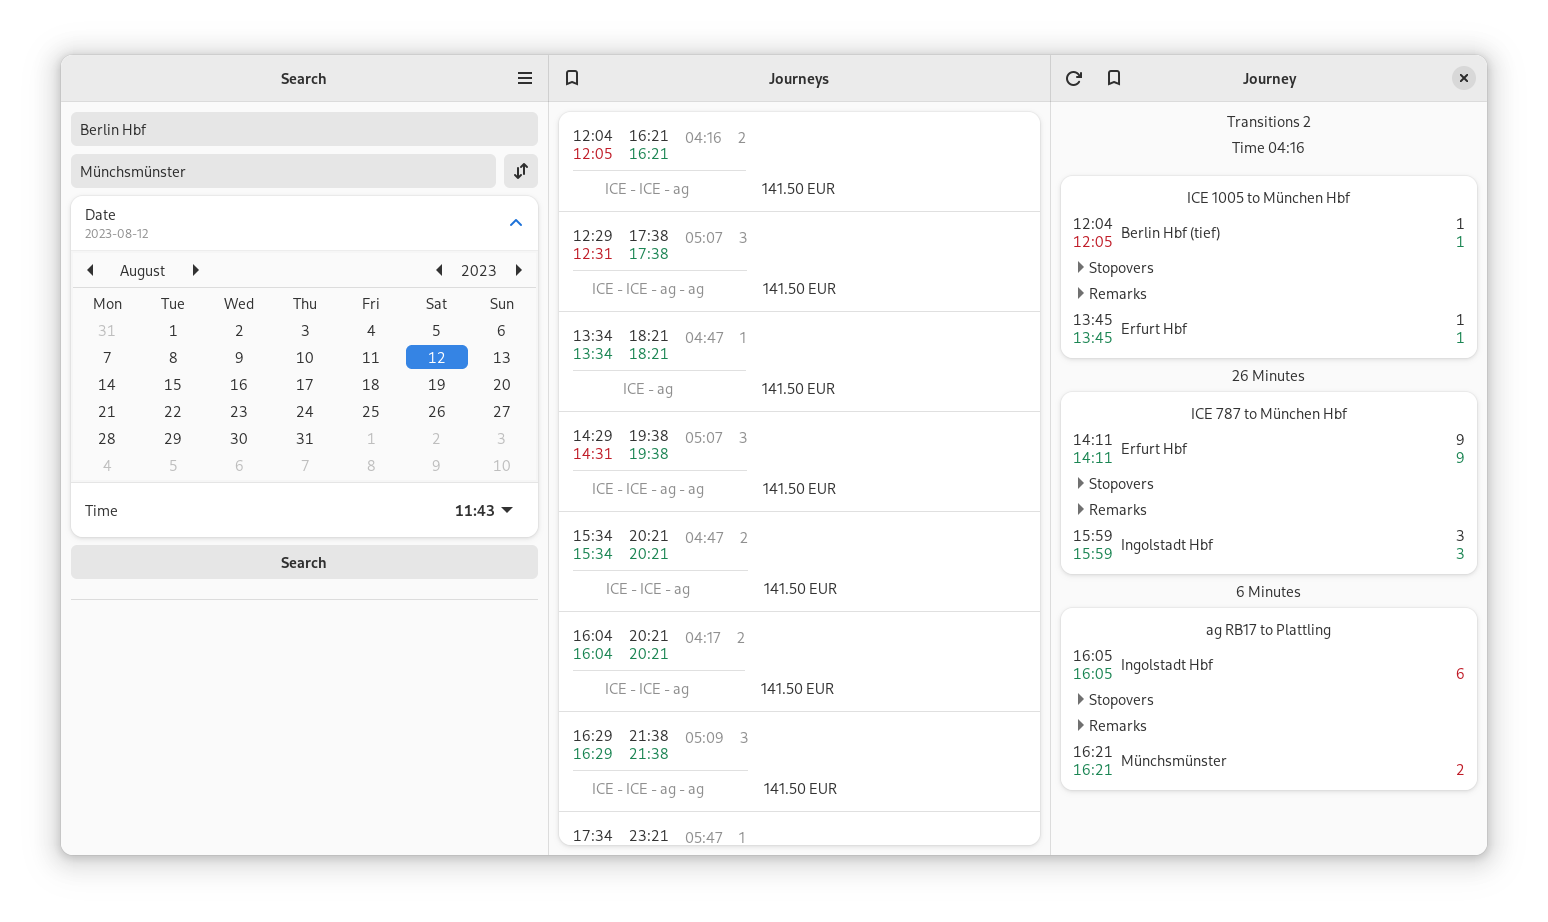 Search
Berlin Hbf
Münchsmünster
Date
2023-08-12
August 2023
Mon Tue Wed Thu Fri Sat Sun
31 1 2 3 4 5 6
7 8 9 10 11 12 13
14 15 16 17 18 19 20
21 22 23 24 25 26 27
28 29 30 31 1 2 3
4 5 6 7 8 9 10
Time 11:43
Search
Journeys
12:04 16:21 04:16 2
12:05 16:21
ICE - ICE - ag 141.50 EUR
12:29 17:38 05:07 3
12:31 17:38
ICE - ICE - ag - ag 141.50 EUR
13:34 18:21 04:47 1
13:34 18:21
ICE - ag 141.50 EUR
14:29 19:38 05:07 3
14:31 19:38
ICE - ICE - ag - ag 141.50 EUR
15:34 20:21 04:47 2
15:34 20:21
ICE - ICE - ag 141.50 EUR
16:04 20:21 04:17 2
16:04 20:21
ICE - ICE - ag 141.50 EUR
16:29 21:38 05:09 3
16:29 21:38
ICE - ICE - ag - ag 141.50 EUR
17:34 23:21 05:47 1
Journey
Transitions 2
Time 04:16
ICE 1005 to München Hbf
12:04 1
Berlin Hbf (tief)
12:05 1
Stopovers
Remarks
13:45 1
Erfurt Hbf
13:45 1
26 Minutes
ICE 787 to München Hbf
14:11 9
Erfurt Hbf
14:11 9
Stopovers
Remarks
15:59 3
Ingolstadt Hbf
15:59 3
6 Minutes
ag RB17 to Plattling
16:05
Ingolstadt Hbf
16:05 6
Stopovers
Remarks
16:21
Münchsmünster
16:21 2